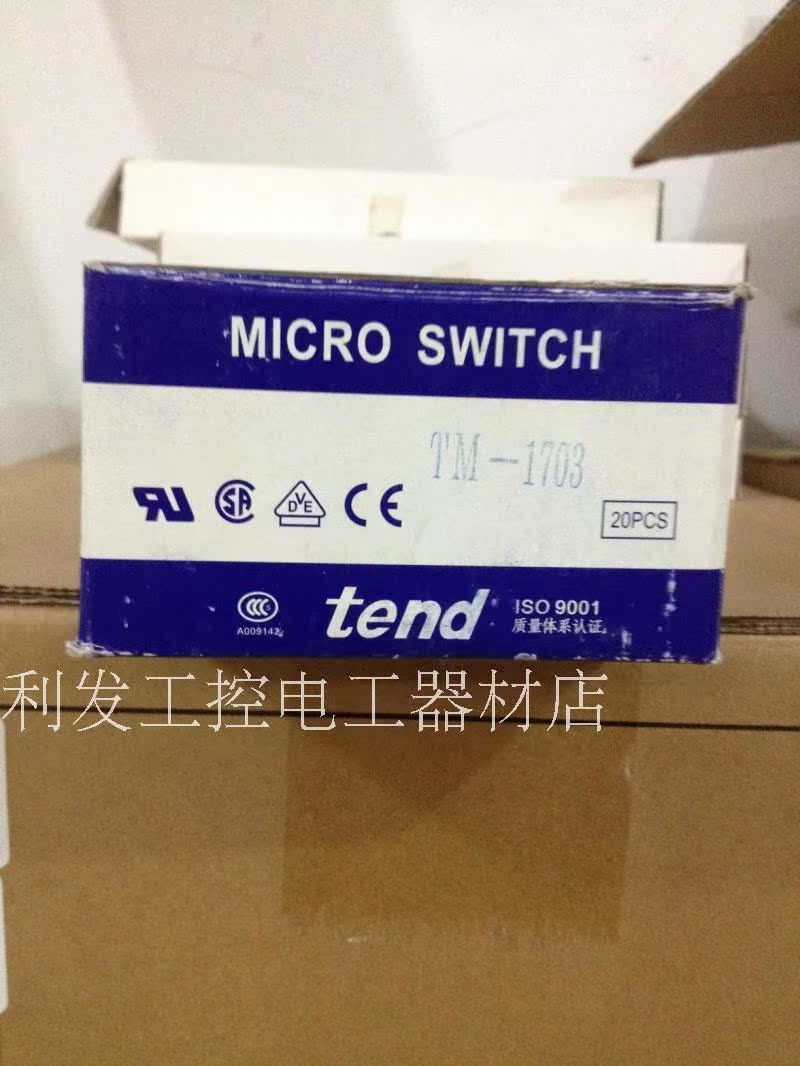 MICRO SWITCH
TM-1703
20PCS
A009142
tend
ISO 9001
质量体系认证
利发工控电工器材店